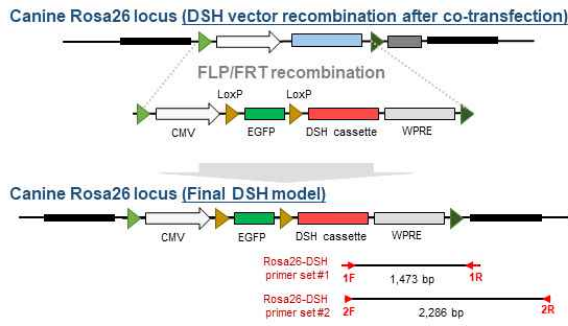 Canine Rosa26 locus (DSH vector recombination after co-transfection)
FLP/FRT recombination
LoxP LoxP
CMV EGFP DSH cassette WPRE
Canine Rosa26 locus (Final DSH model)
CMV EGFP DSH cassette WPRE
Rosa26-DSH
primer set#1 1F 1,473 bp 1R
Rosa26-DSH
primer set#2 2F 2,286 bp 2R